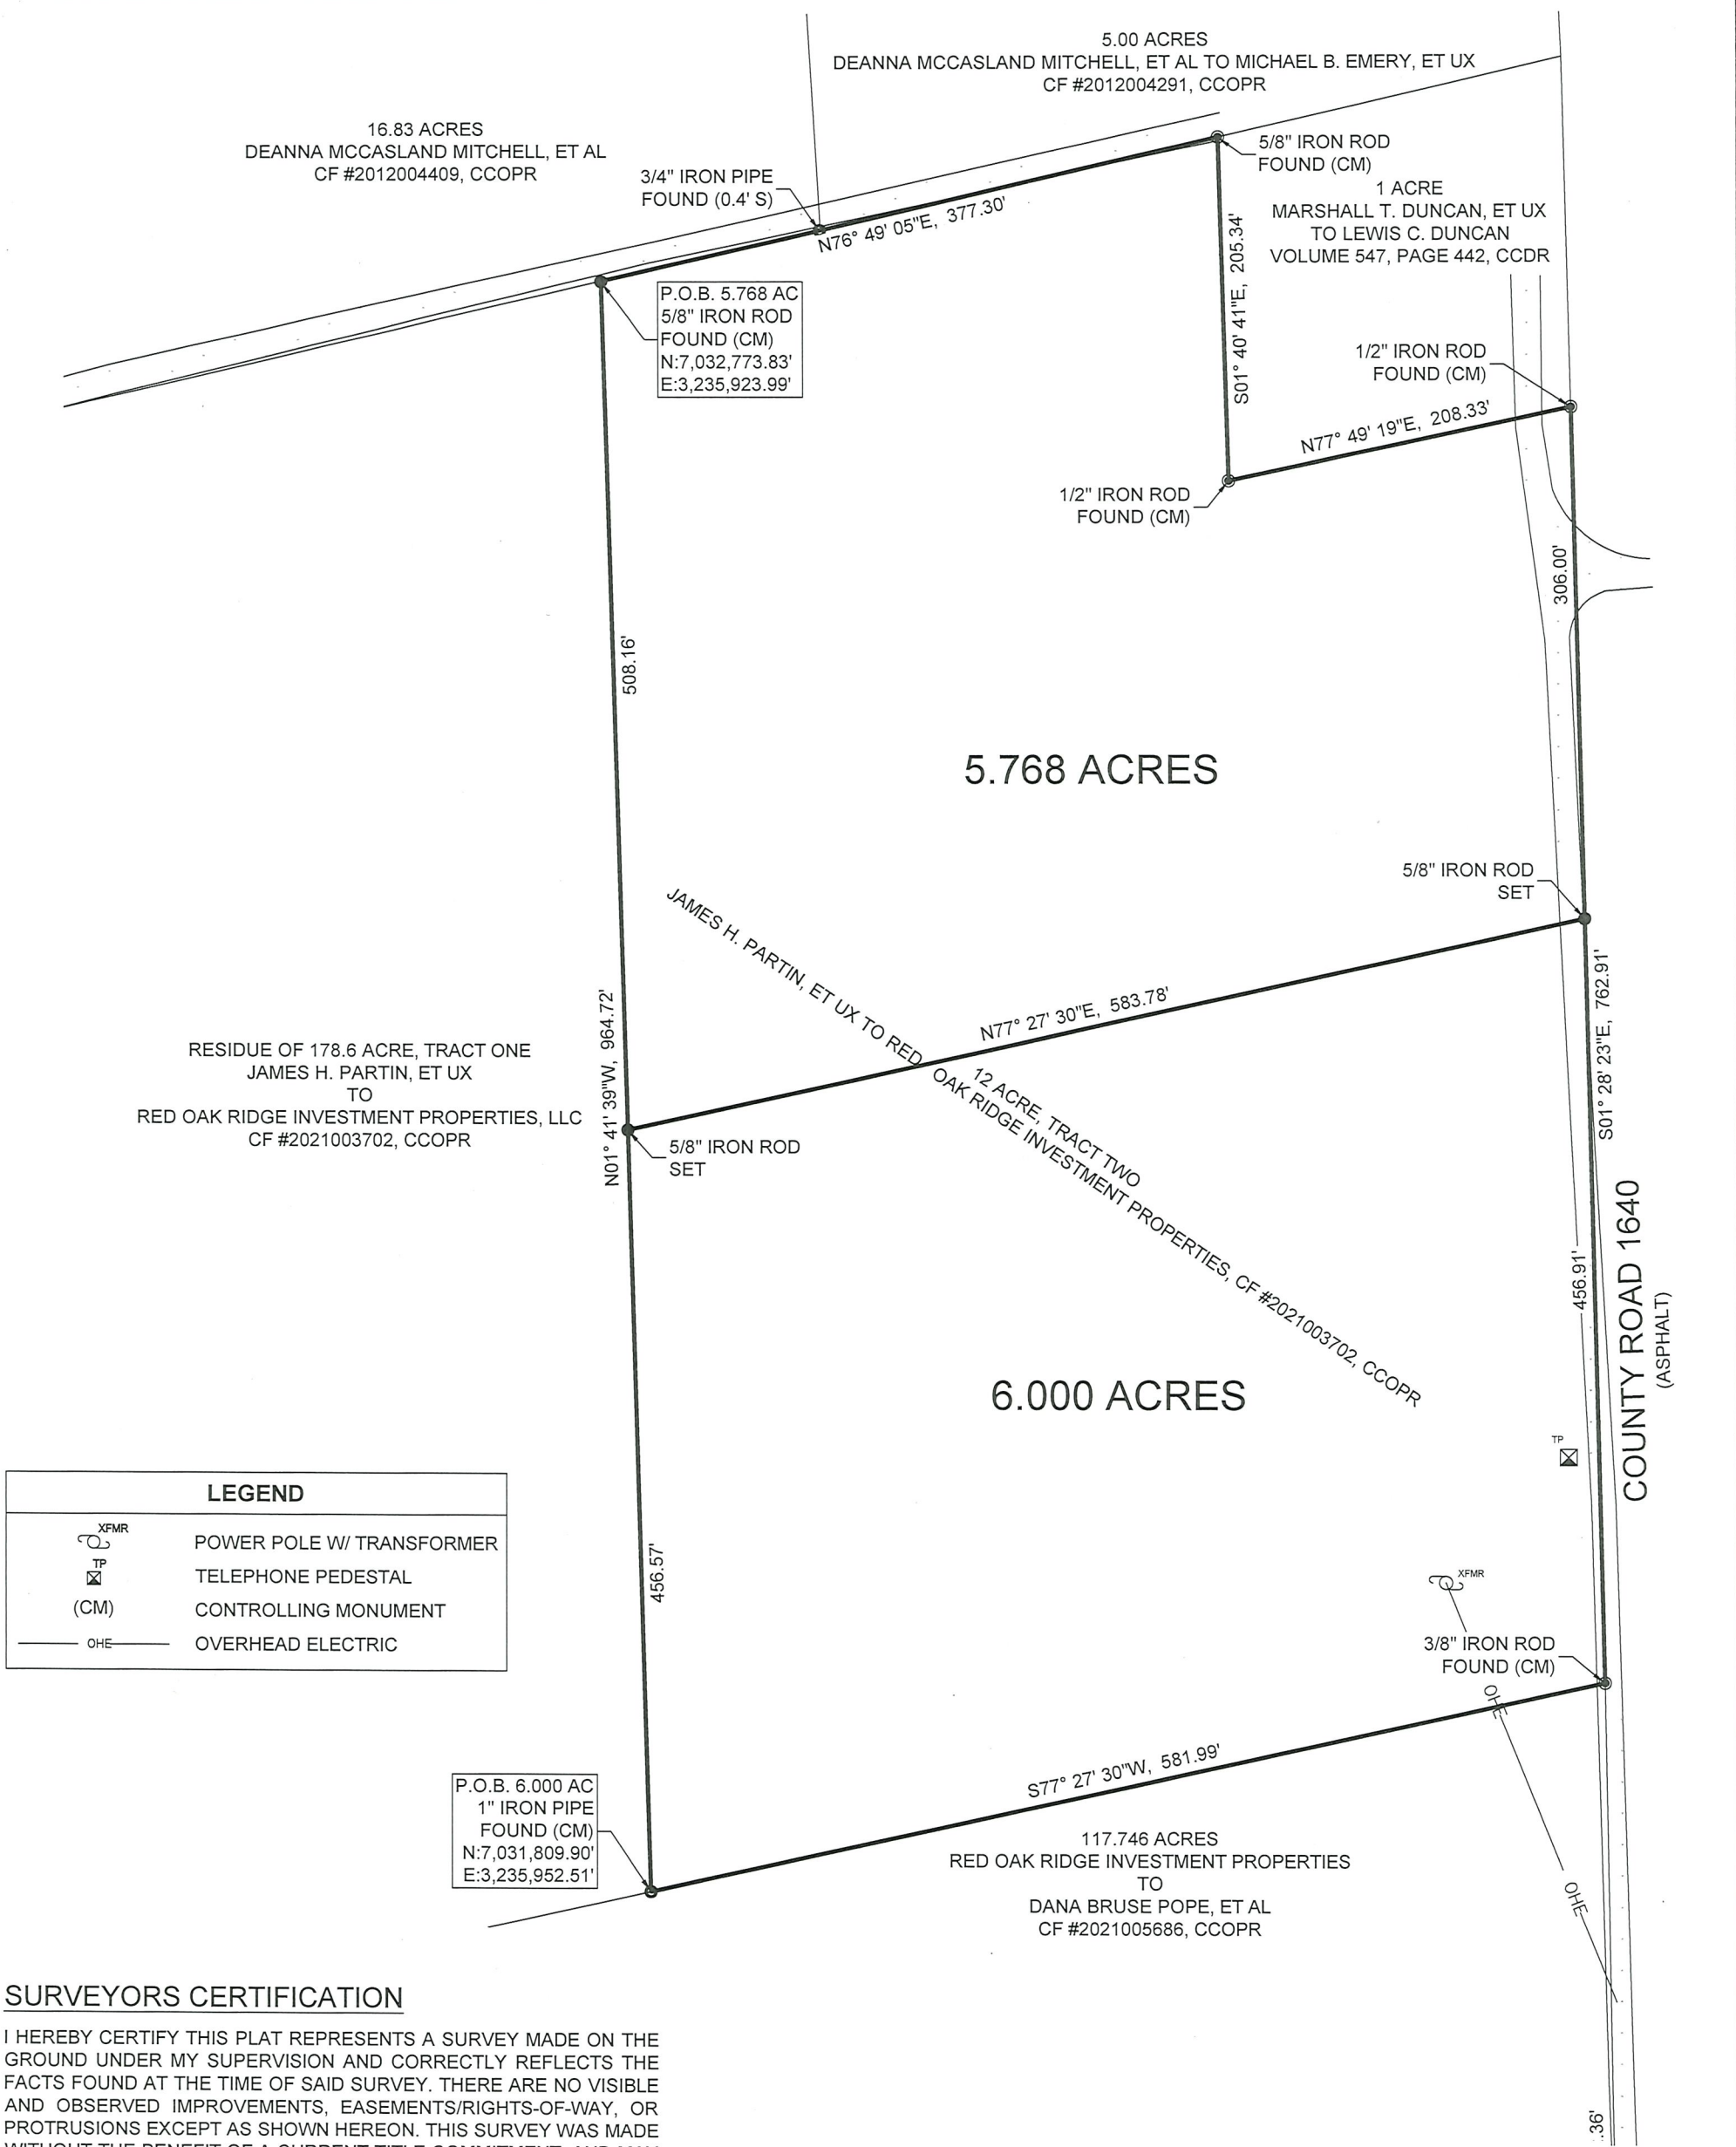 5.00 ACRES
DEANNA MCCASLAND MITCHELL, ET AL TO MICHAEL B. EMERY, ET UX
CF #2012004291, CCOPR
16.83 ACRES
DEANNA MCCASLAND MITCHELL, ET AL
CF #2012004409, CCOPR
3/4" IRON PIPE
FOUND (0.4' S)
5/8" IRON ROD
FOUND (CM)
1 ACRE
MARSHALL T. DUNCAN, ET UX
TO LEWIS C. DUNCAN
VOLUME 547, PAGE 442, CCDR
N76° 49' 05"E, 377.30'
S01° 40' 41"E, 205.34'
P.O.B. 5.768 AC
5/8" IRON ROD
FOUND (CM)
N:7,032,773.83'
E:3,235,923.99'
1/2" IRON ROD
FOUND (CM)
N77° 49' 19"E, 208.33'
1/2" IRON ROD
FOUND (CM)
306.00'
508.16'
5.768 ACRES
5/8" IRON ROD
SET
JAMES H. PARTIN, ET UX TO RED OAK RIDGE INVESTMENT PROPERTIES, CF #2021003702, CCOPR
12 ACRE, TRACT TWO
N77° 27' 30"E, 583.78'
S01° 28' 23"E, 762.91'
N01° 41' 39"W, 964.72'
RESIDUE OF 178.6 ACRE, TRACT ONE
JAMES H. PARTIN, ET UX
TO
RED OAK RIDGE INVESTMENT PROPERTIES, LLC
CF #2021003702, CCOPR
5/8" IRON ROD
SET
456.91'
COUNTY ROAD 1640
(ASPHALT)
6.000 ACRES
TP
LEGEND
XFMR
POWER POLE W/ TRANSFORMER
TP
TELEPHONE PEDESTAL
(CM)
CONTROLLING MONUMENT
OHE
OVERHEAD ELECTRIC
456.57'
XFMR
3/8" IRON ROD
FOUND (CM)
OHE
S77° 27' 30"W, 581.99'
P.O.B. 6.000 AC
1" IRON PIPE
FOUND (CM)
N:7,031,809.90'
E:3,235,952.51'
117.746 ACRES
RED OAK RIDGE INVESTMENT PROPERTIES
TO
DANA BRUSE POPE, ET AL
CF #2021005686, CCOPR
OHE
SURVEYORS CERTIFICATION
I HEREBY CERTIFY THIS PLAT REPRESENTS A SURVEY MADE ON THE
GROUND UNDER MY SUPERVISION AND CORRECTLY REFLECTS THE
FACTS FOUND AT THE TIME OF SAID SURVEY. THERE ARE NO VISIBLE
AND OBSERVED IMPROVEMENTS, EASEMENTS/RIGHTS-OF-WAY, OR
PROTRUSIONS EXCEPT AS SHOWN HEREON. THIS SURVEY WAS MADE
WITHOUT THE BENEFIT OF A CURRENT TITLE COMMITMENT
.36'